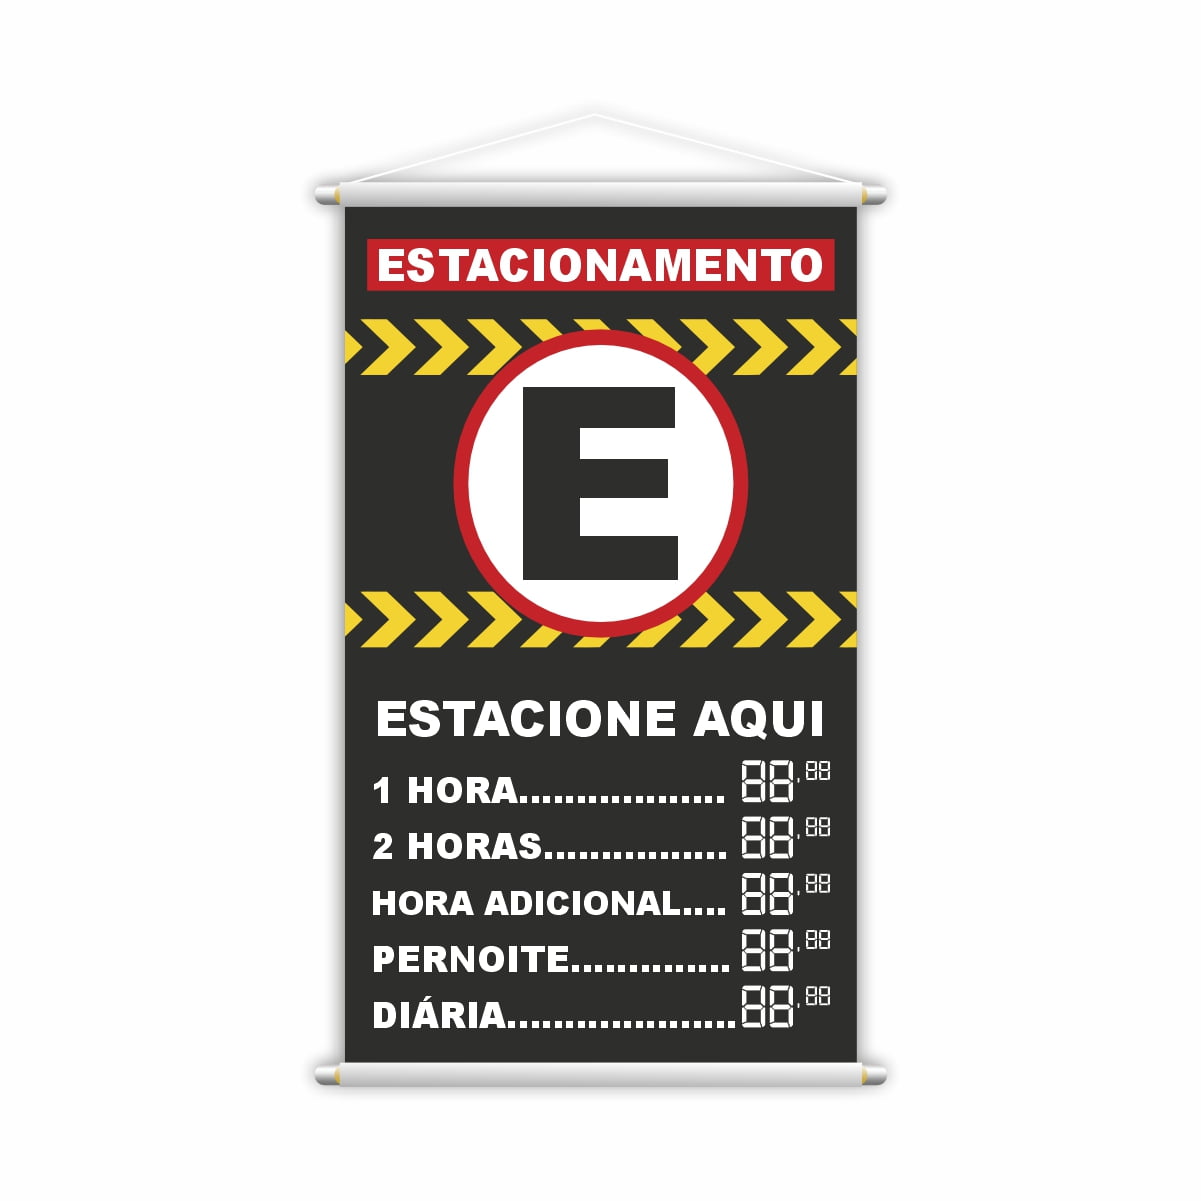 ESTACIONAMENTO
E
ESTACIONE AQUI
1 HORA.................. 88,88
2 HORAS................ 88,88
HORA ADICIONAL.... 88,88
PERNOITE.............. 88,88
DIÁRIA.................... 88,88